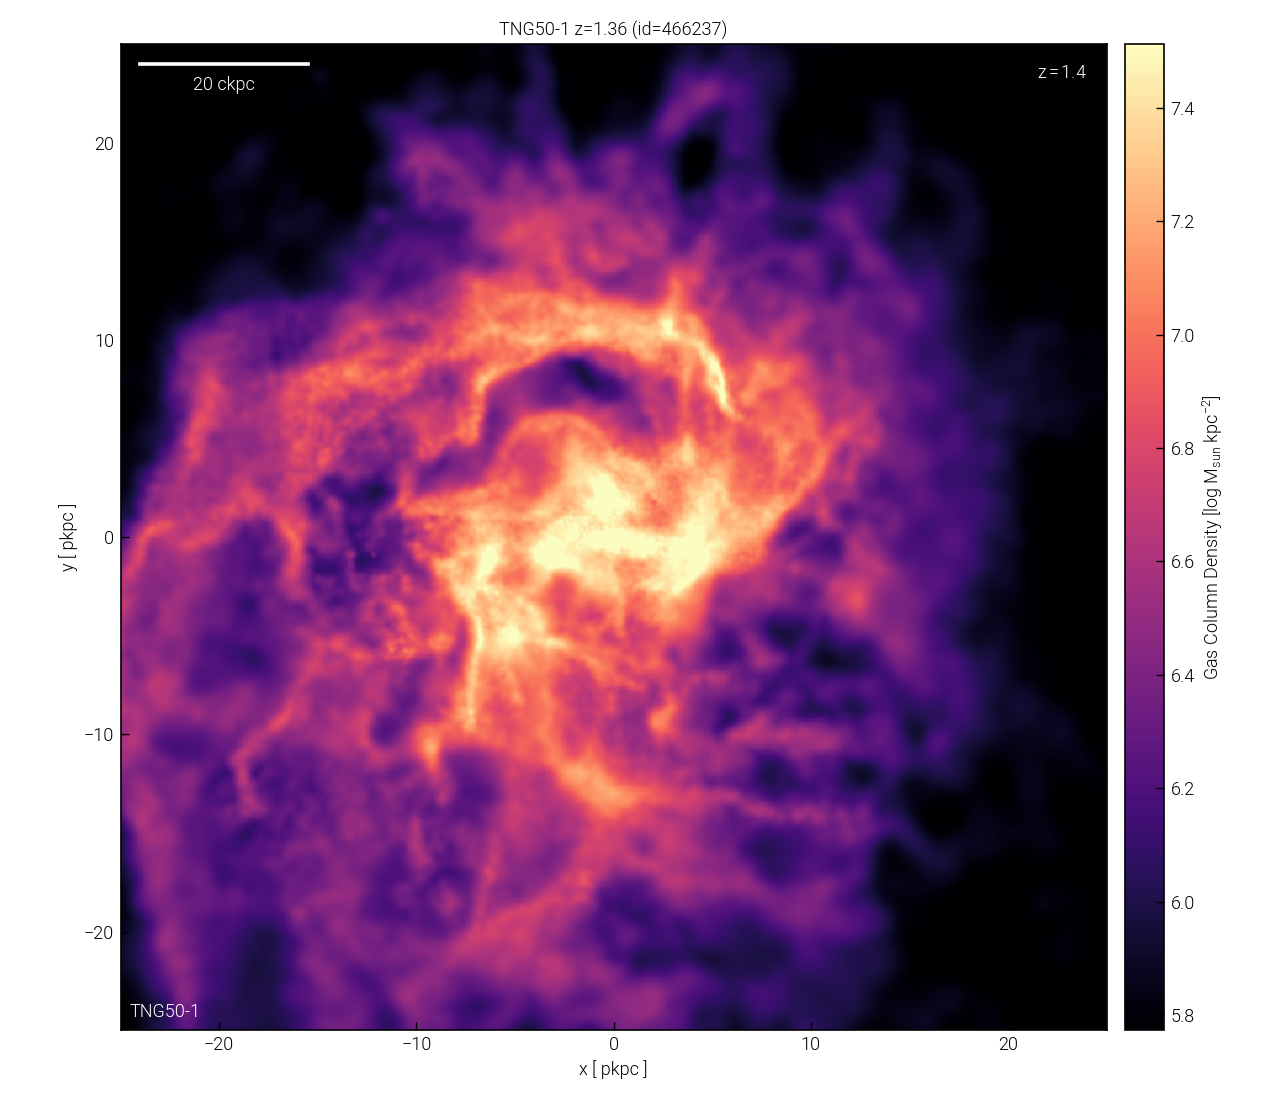 TNG50-1 z=1.36 (id=466237)
20 ckpc
z=1.4
TNG50-1
20
10
0
−10
−20
y [ pkpc ]
−20
−10
0
10
20
x [ pkpc ]
7.4
7.2
7.0
6.8
6.6
6.4
6.2
6.0
5.8
Gas Column Density [log M_sun kpc^−2]